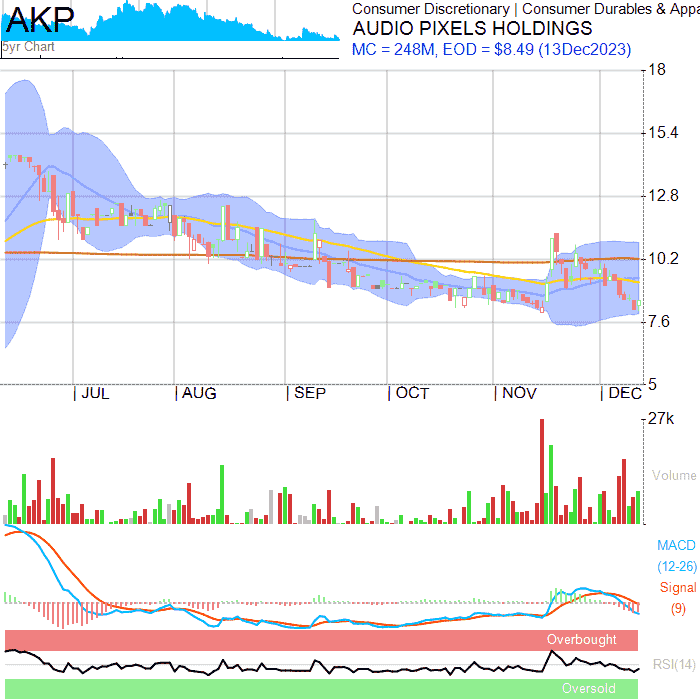 AKP
5yr Chart
Consumer Discretionary | Consumer Durables & Appa
AUDIO PIXELS HOLDINGS
MC = 248M, EOD = $8.49 (13Dec2023)
18
15.4
12.8
10.2
7.6
5
JUL AUG SEP OCT NOV DEC
27k
Volume
MACD
(12-26)
Signal
(9)
Overbought
RSI(14)
Oversold